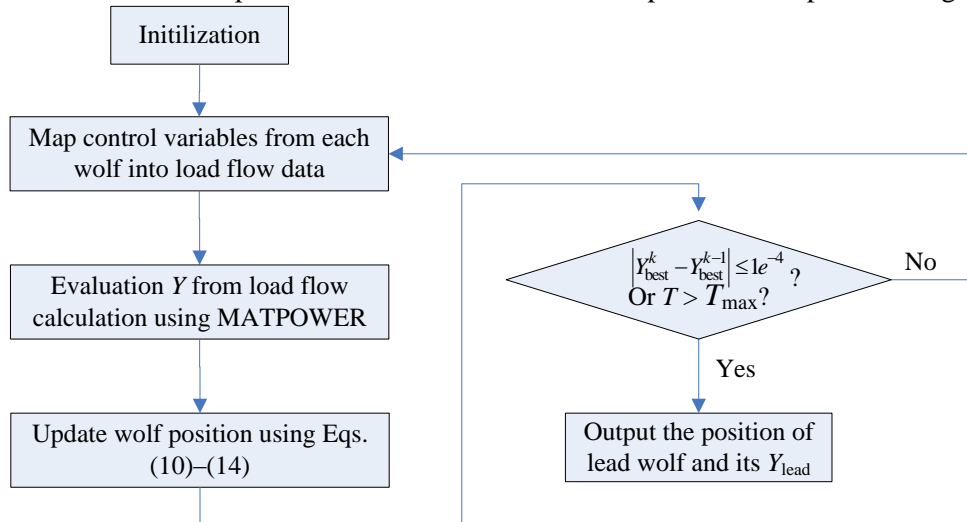 Initilization
Map control variables from each
wolf into load flow data
Evaluation Y from load flow
calculation using MATPOWER
Update wolf position using Eqs.
(10)–(14)
|Y^k_best − Y^{k−1}_best| ≤ 1e^{−4} ?
Or T > T_max?
No
Yes
Output the position of
lead wolf and its Y_lead